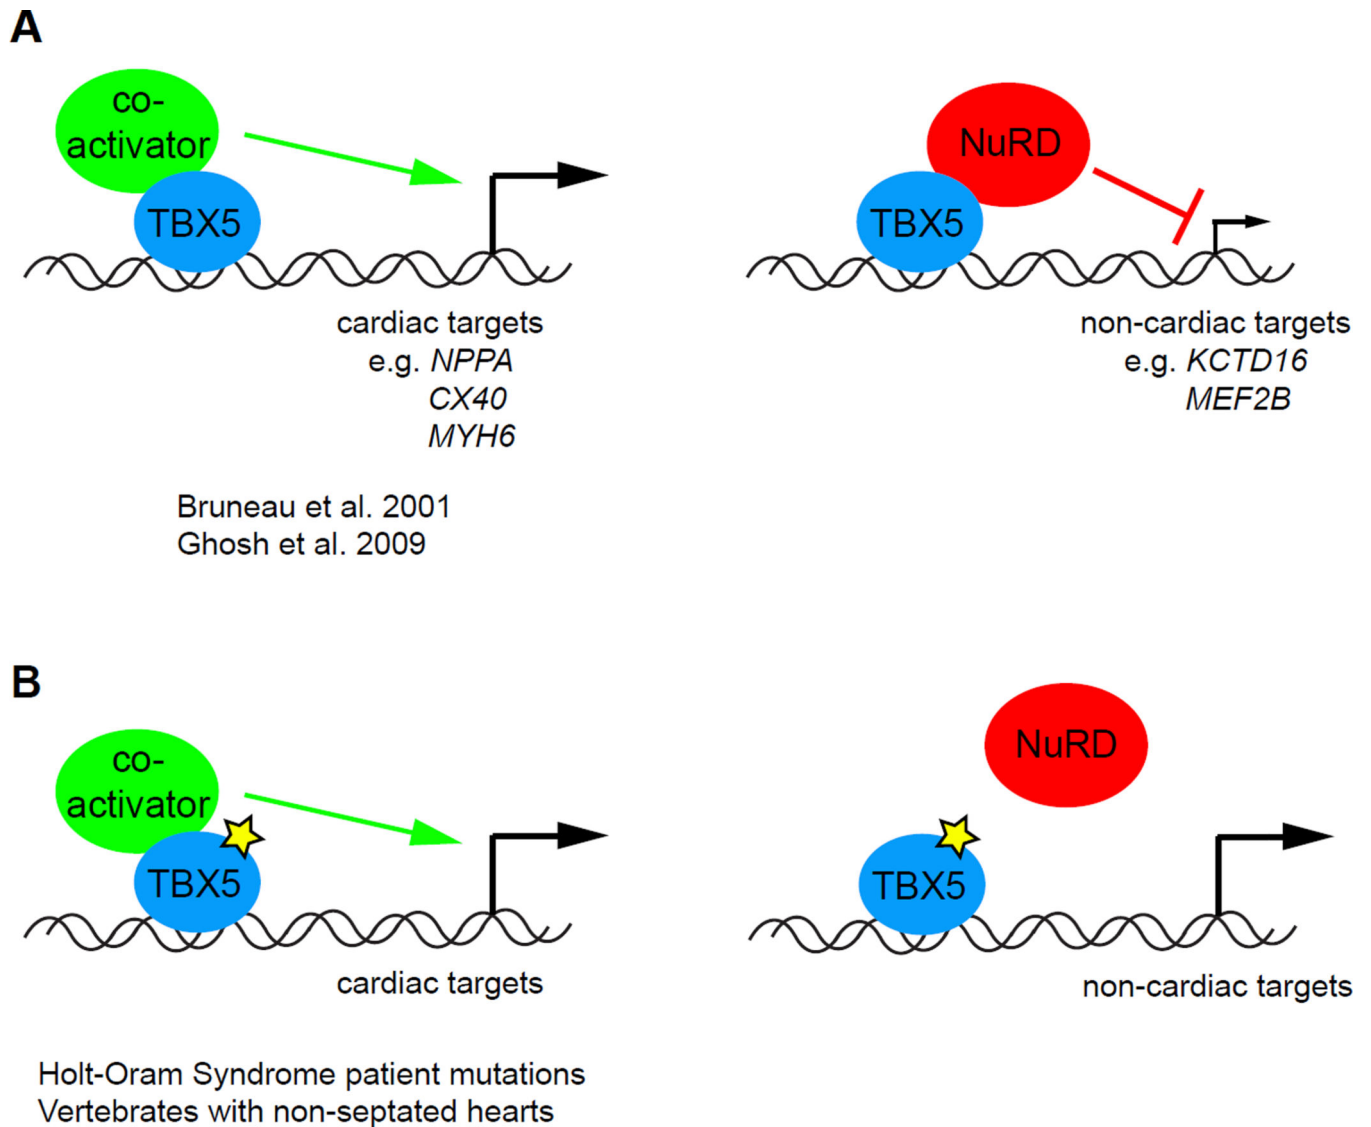 A
co-
activator
TBX5
cardiac targets
e.g. NPPA
CX40
MYH6
Bruneau et al. 2001
Ghosh et al. 2009
NuRD
TBX5
non-cardiac targets
e.g. KCTD16
MEF2B
B
co-
activator
TBX5
cardiac targets
Holt-Oram Syndrome patient mutations
Vertebrates with non-septated hearts
NuRD
TBX5
non-cardiac targets